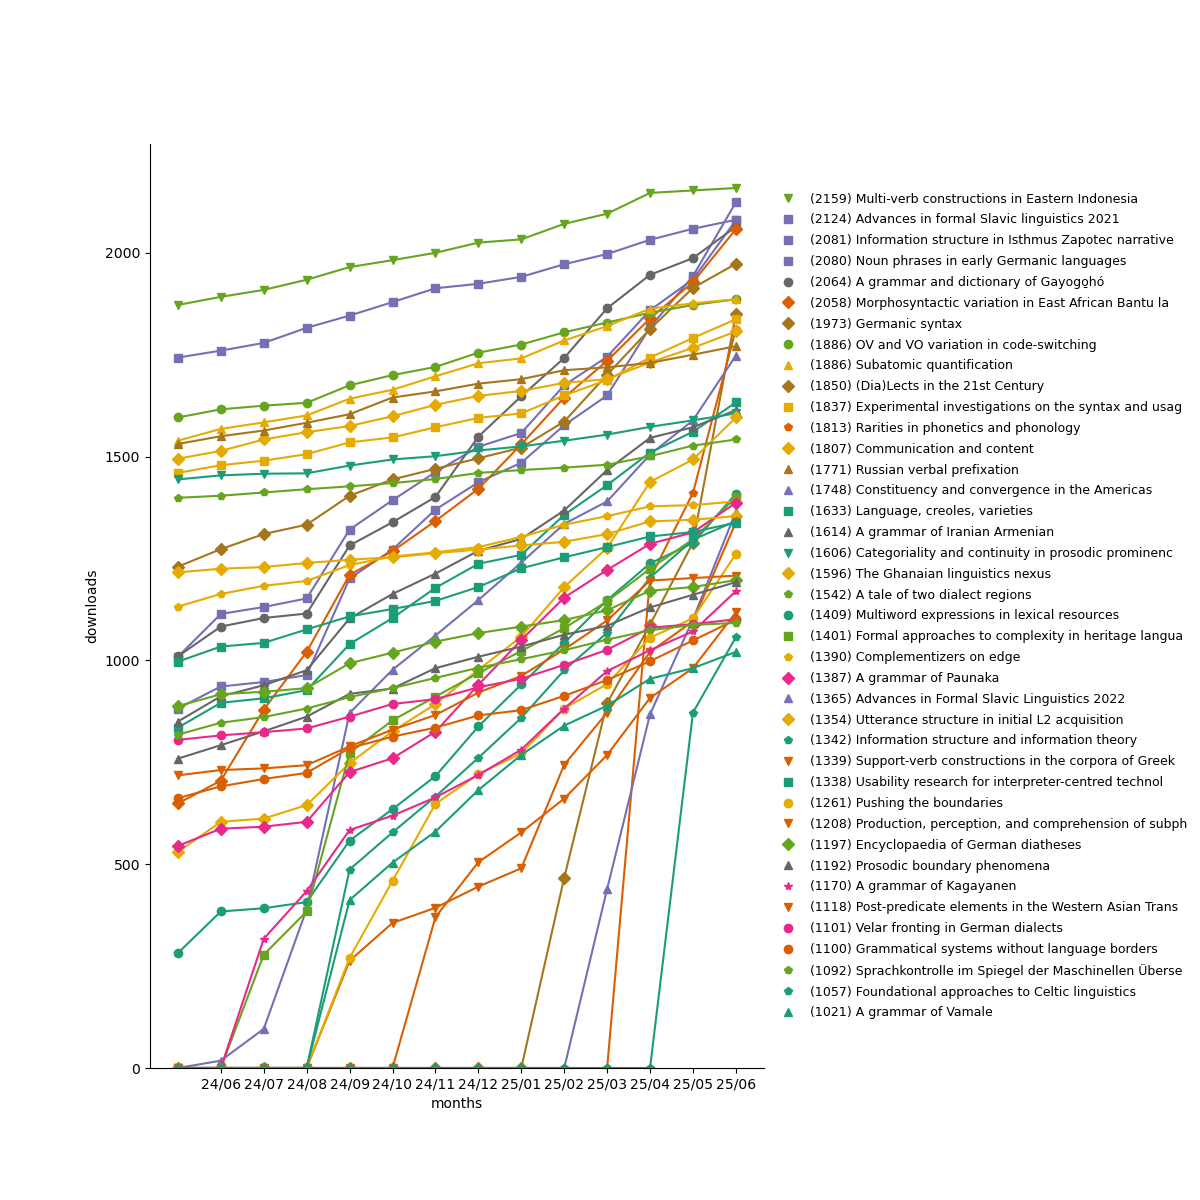 2000
1500
1000
500
0
downloads
24/06 24/07 24/08 24/09 24/10 24/11 24/12 25/01 25/02 25/03 25/04 25/05 25/06
months
(2159) Multi-verb constructions in Eastern Indonesia
(2124) Advances in formal Slavic linguistics 2021
(2081) Information structure in Isthmus Zapotec narrative
(2080) Noun phrases in early Germanic languages
(2064) A grammar and dictionary of Gayogo̱hó
(2058) Morphosyntactic variation in East African Bantu la
(1973) Germanic syntax
(1886) OV and VO variation in code-switching
(1886) Subatomic quantification
(1850) (Dia)Lects in the 21st Century
(1837) Experimental investigations on the syntax and usag
(1813) Rarities in phonetics and phonology
(1807) Communication and content
(1771) Russian verbal prefixation
(1748) Constituency and convergence in the Americas
(1633) Language, creoles, varieties
(1614) A grammar of Iranian Armenian
(1606) Categoriality and continuity in prosodic prominenc
(1596) The Ghanaian linguistics nexus
(1542) A tale of two dialect regions
(1409) Multiword expressions in lexical resources
(1401) Formal approaches to complexity in heritage langua
(1390) Complementizers on edge
(1387) A grammar of Paunaka
(1365) Advances in Formal Slavic Linguistics 2022
(1354) Utterance structure in initial L2 acquisition
(1342) Information structure and information theory
(1339) Support-verb constructions in the corpora of Greek
(1338) Usability research for interpreter-centred technol
(1261) Pushing the boundaries
(1208) Production, perception, and comprehension of subph
(1197) Encyclopaedia of German diatheses
(1192) Prosodic boundary phenomena
(1170) A grammar of Kagayanen
(1118) Post-predicate elements in the Western Asian Trans
(1101) Velar fronting in German dialects
(1100) Grammatical systems without language borders
(1092) Sprachkontrolle im Spiegel der Maschinellen Überse
(1057) Foundational approaches to Celtic linguistics
(1021) A grammar of Vamale